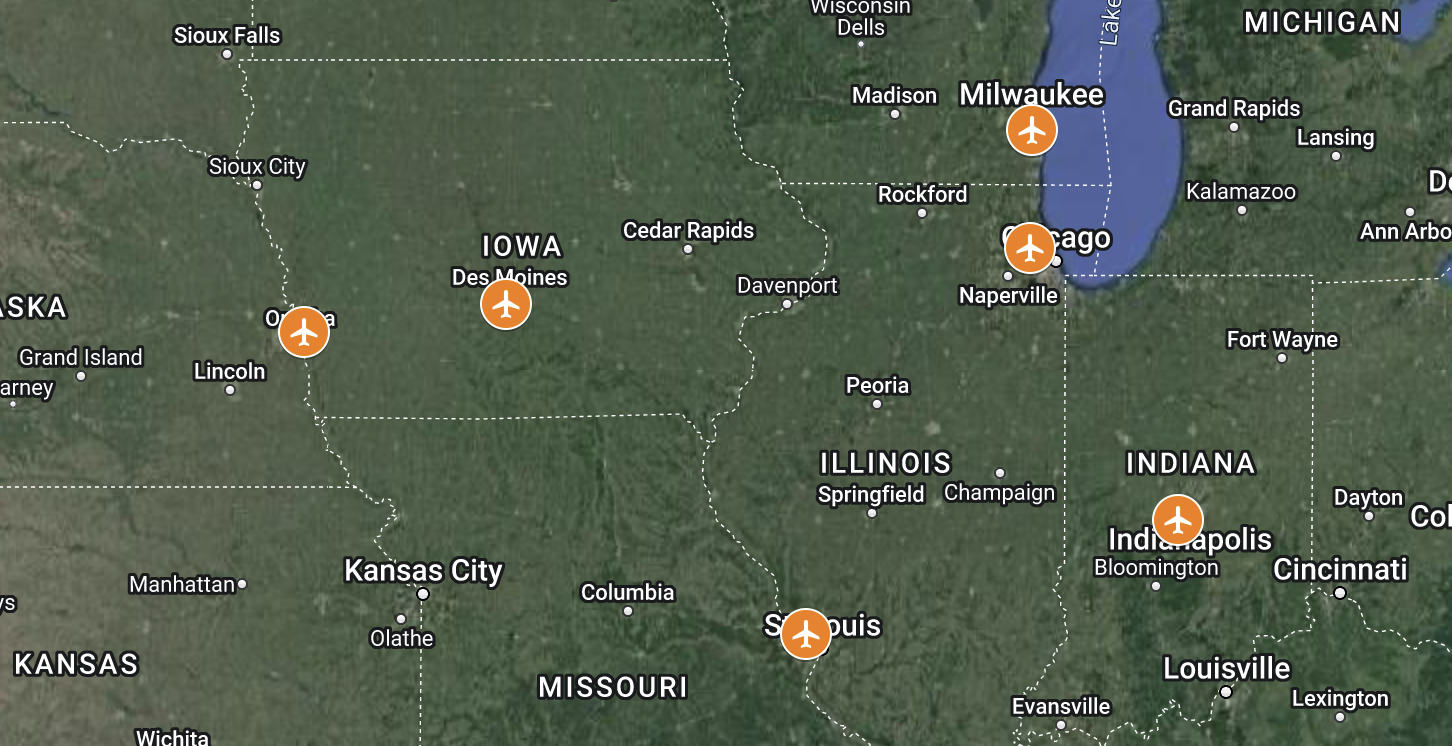 Wisconsin
Dells
Lake
MICHIGAN
Sioux Falls
Madison
Milwaukee
Grand Rapids
Lansing
Sioux City
Rockford
Kalamazoo
Cedar Rapids
Ann Arbo
IOWA
Des Moines
Davenport
Naperville
ASKA
Grand Island
Lincoln
arney
Fort Wayne
Peoria
ILLINOIS
INDIANA
Springfield
Champaign
Dayton
Col
Indianapolis
Bloomington
Cincinnati
Kansas City
Manhattan
Columbia
Olathe
KANSAS
MISSOURI
Louisville
Lexington
Evansville
Wichita